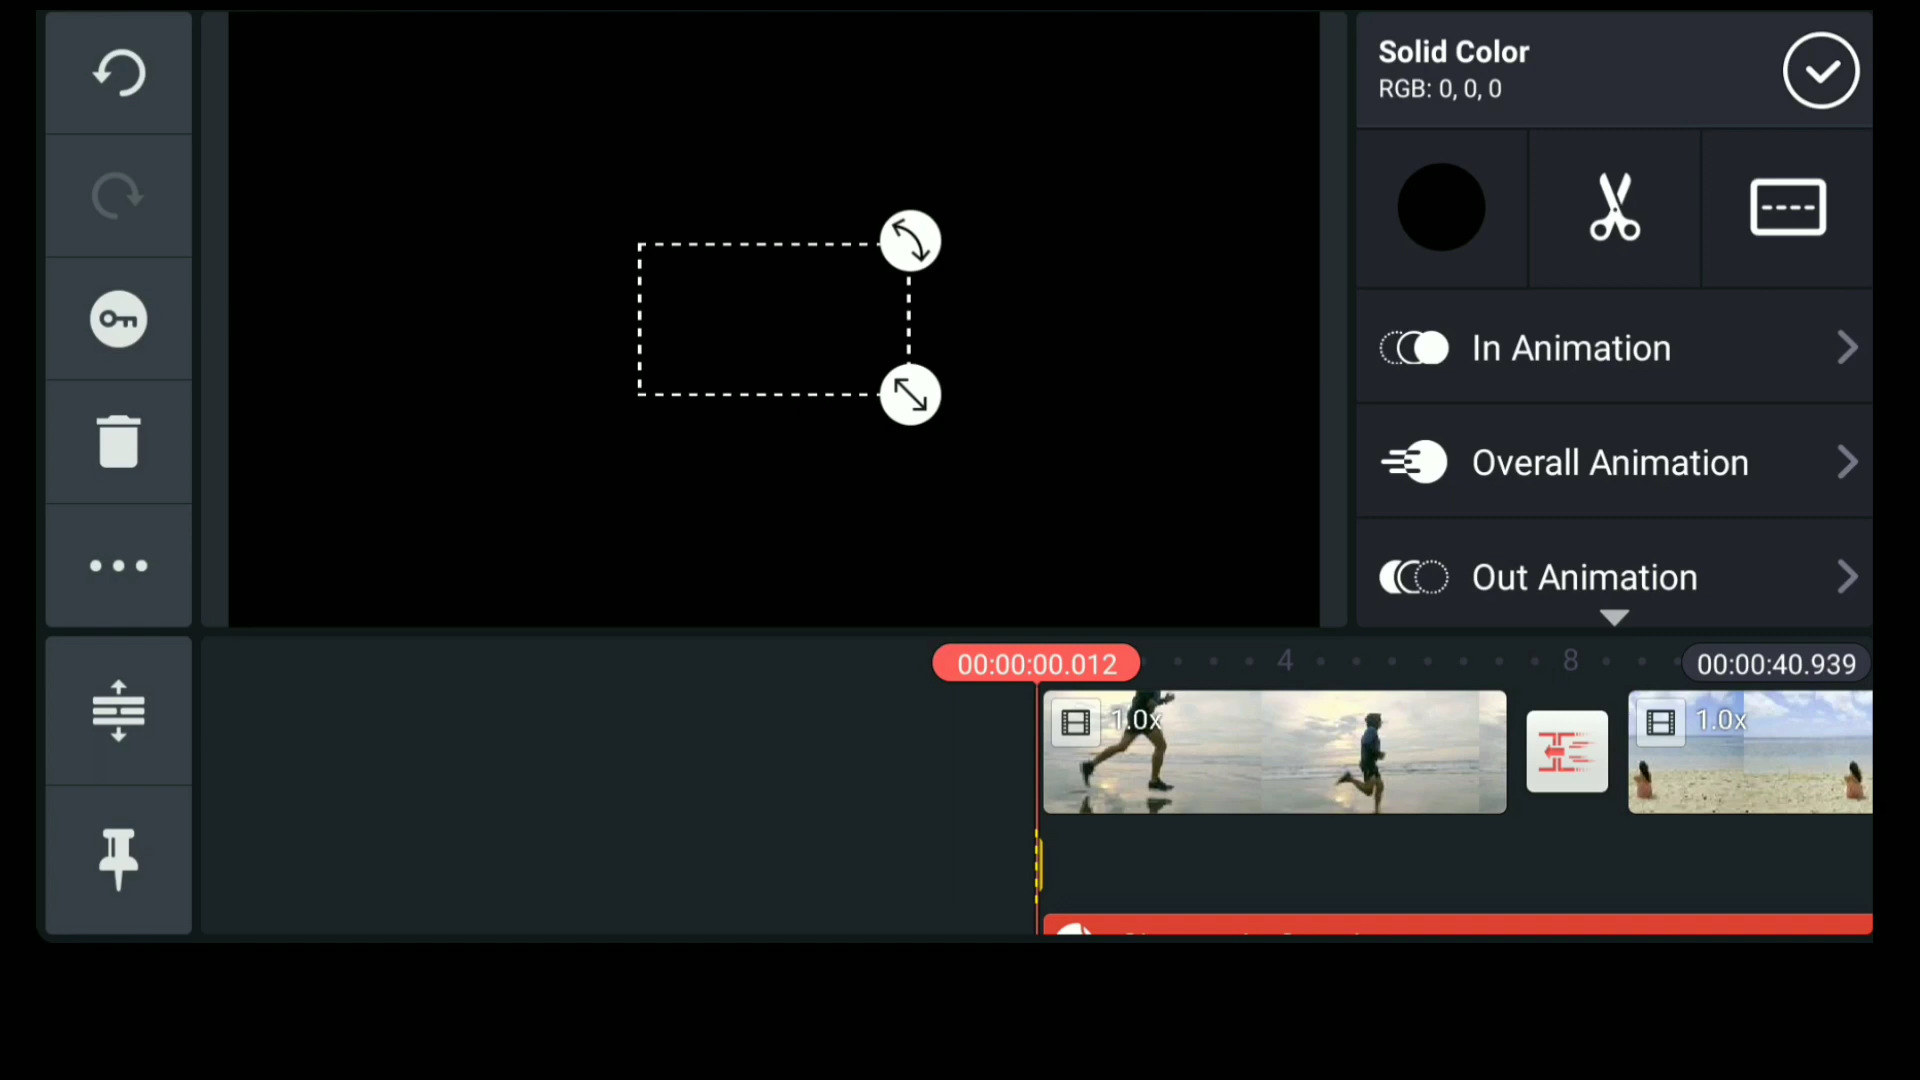 Solid Color
RGB: 0, 0, 0
In Animation
Overall Animation
Out Animation
00:00:00.012
4
8
00:00:40.939
1.0x
1.0x